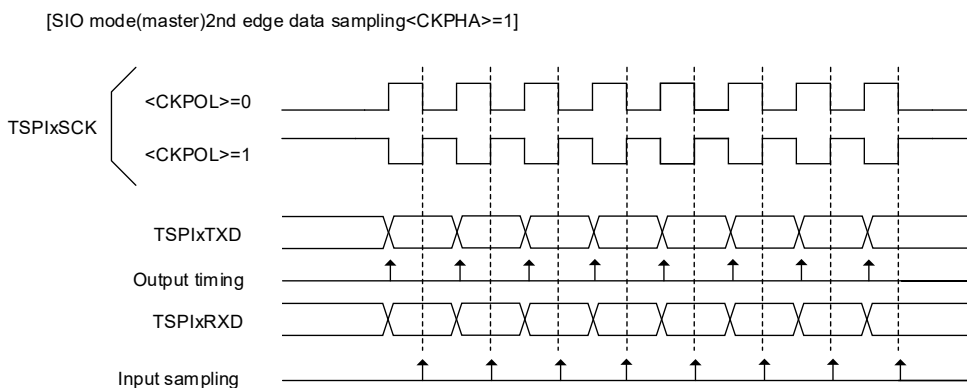 [SIO mode(master)2nd edge data sampling<CKPHA>=1]
<CKPOL>=0
TSPIxSCK
<CKPOL>=1
TSPIxTXD
Output timing
TSPIxRXD
Input sampling